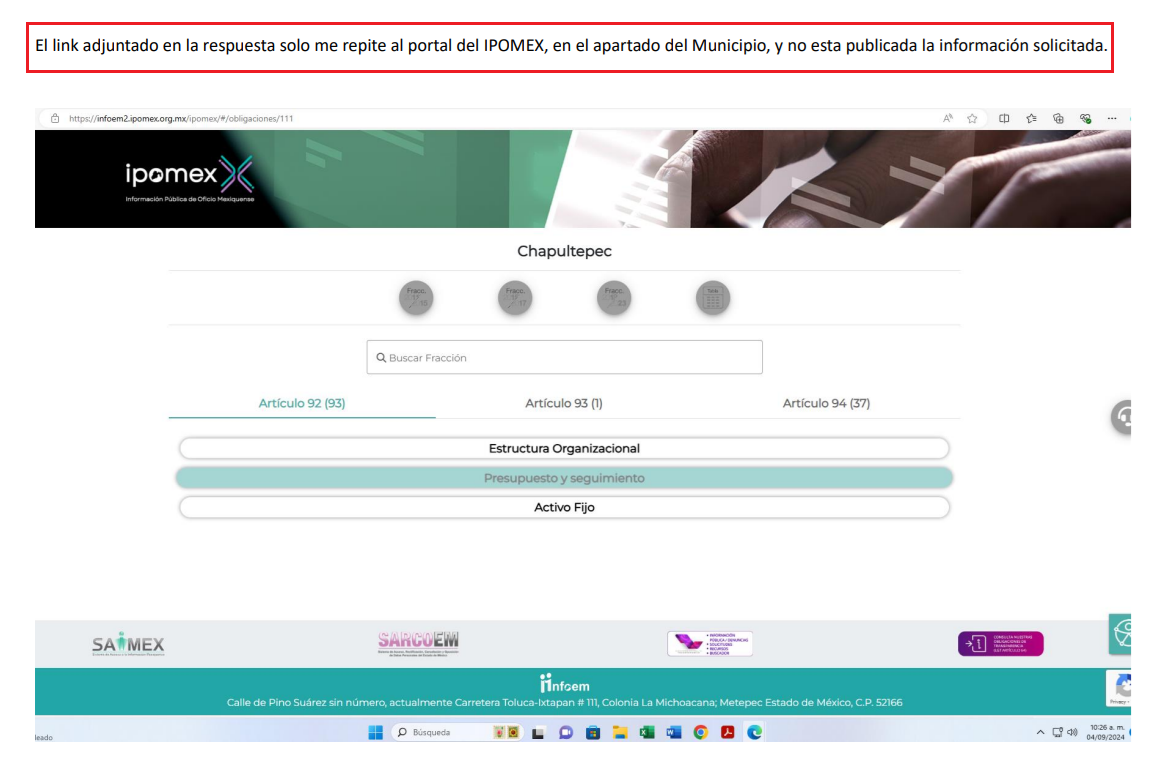 El link adjuntado en la respuesta solo me repite al portal del IPOMEX, en el apartado del Municipio, y no esta publicada la información solicitada.
https://infoem2.ipomex.org.mx/ipomex/#/obligaciones/111
ipomex
Información Pública de Oficio Mexiquense
Chapultepec
Fracc. Fracc. Fracc.
Buscar Fracción
Artículo 92 (93) Artículo 93 (1) Artículo 94 (37)
Estructura Organizacional
Presupuesto y seguimiento
Activo Fijo
SAIMEX SARCOEM
infoem
Calle de Pino Suárez sin número, actualmente Carretera Toluca-Ixtapan # 111, Colonia La Michoacana; Metepec Estado de México, C.P. 52166
leado. Búsqueda 10:26 a. m.
04/09/2024